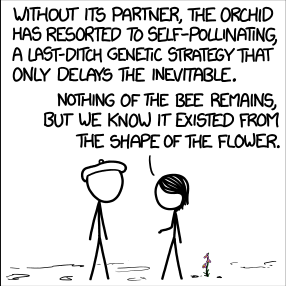 WITHOUT ITS PARTNER, THE ORCHID
HAS RESORTED TO SELF-POLLINATING,
A LAST-DITCH GENETIC STRATEGY THAT
ONLY DELAYS THE INEVITABLE.
NOTHING OF THE BEE REMAINS,
BUT WE KNOW IT EXISTED FROM
THE SHAPE OF THE FLOWER.